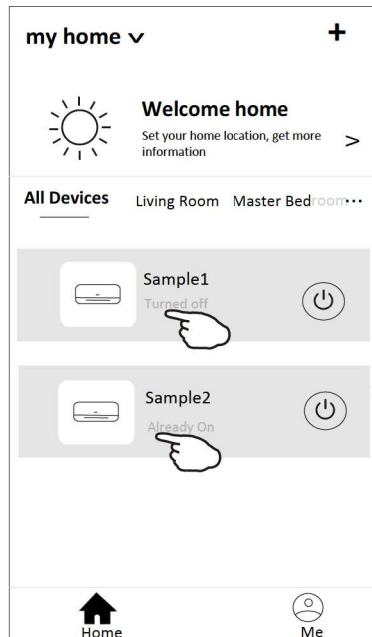 my home
+
Welcome home
Set your home location, get more
information
>
All Devices Living Room Master Bedroom ...
Sample1
Turned off
Sample2
Already On
Home Me